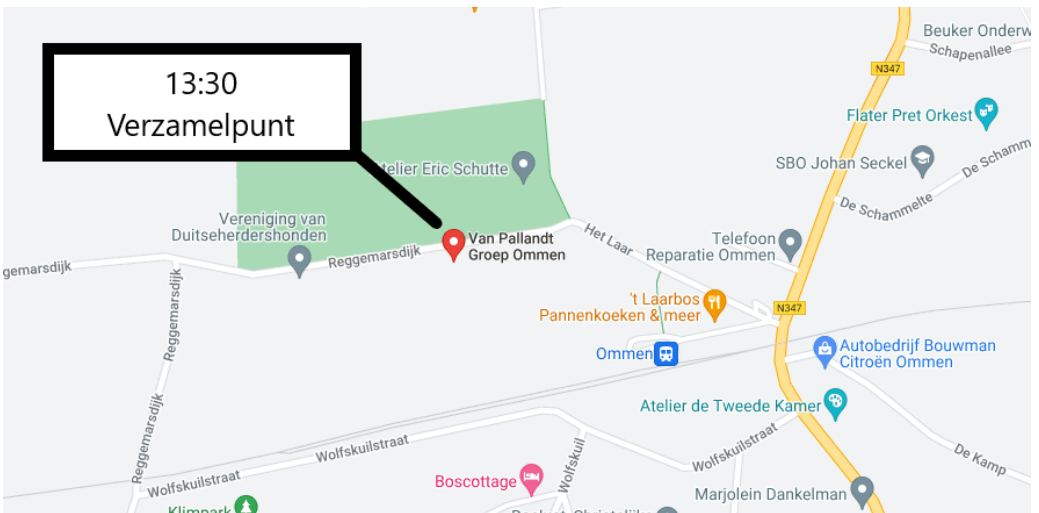 Beuker Onderw
Schapenallee
N347
13:30
Verzamelpunt
Flater Pret Orkest
telier Eric Schutte
SBO Johan Seckel
De Schamm
De Schammelte
Vereniging van
Duitseherdershonden
Van Pallandt
Groep Ommen
Het Laar
Telefoon
Reparatie Ommen
gemarsdijk
Reggemarsdijk
Reggemarsdijk
't Laarbos
Pannenkoeken & meer
N347
Ommen
Autobedrijf Bouwman
Citroën Ommen
Atelier de Tweede Kamer
Reggemarsdijk
Wolfskuilstraat
Wolfskuil
Wolfskuilstraat
De Kamp
Wolfskuilstraat
Boscottage
Marjolein Dankelman
Klimpark